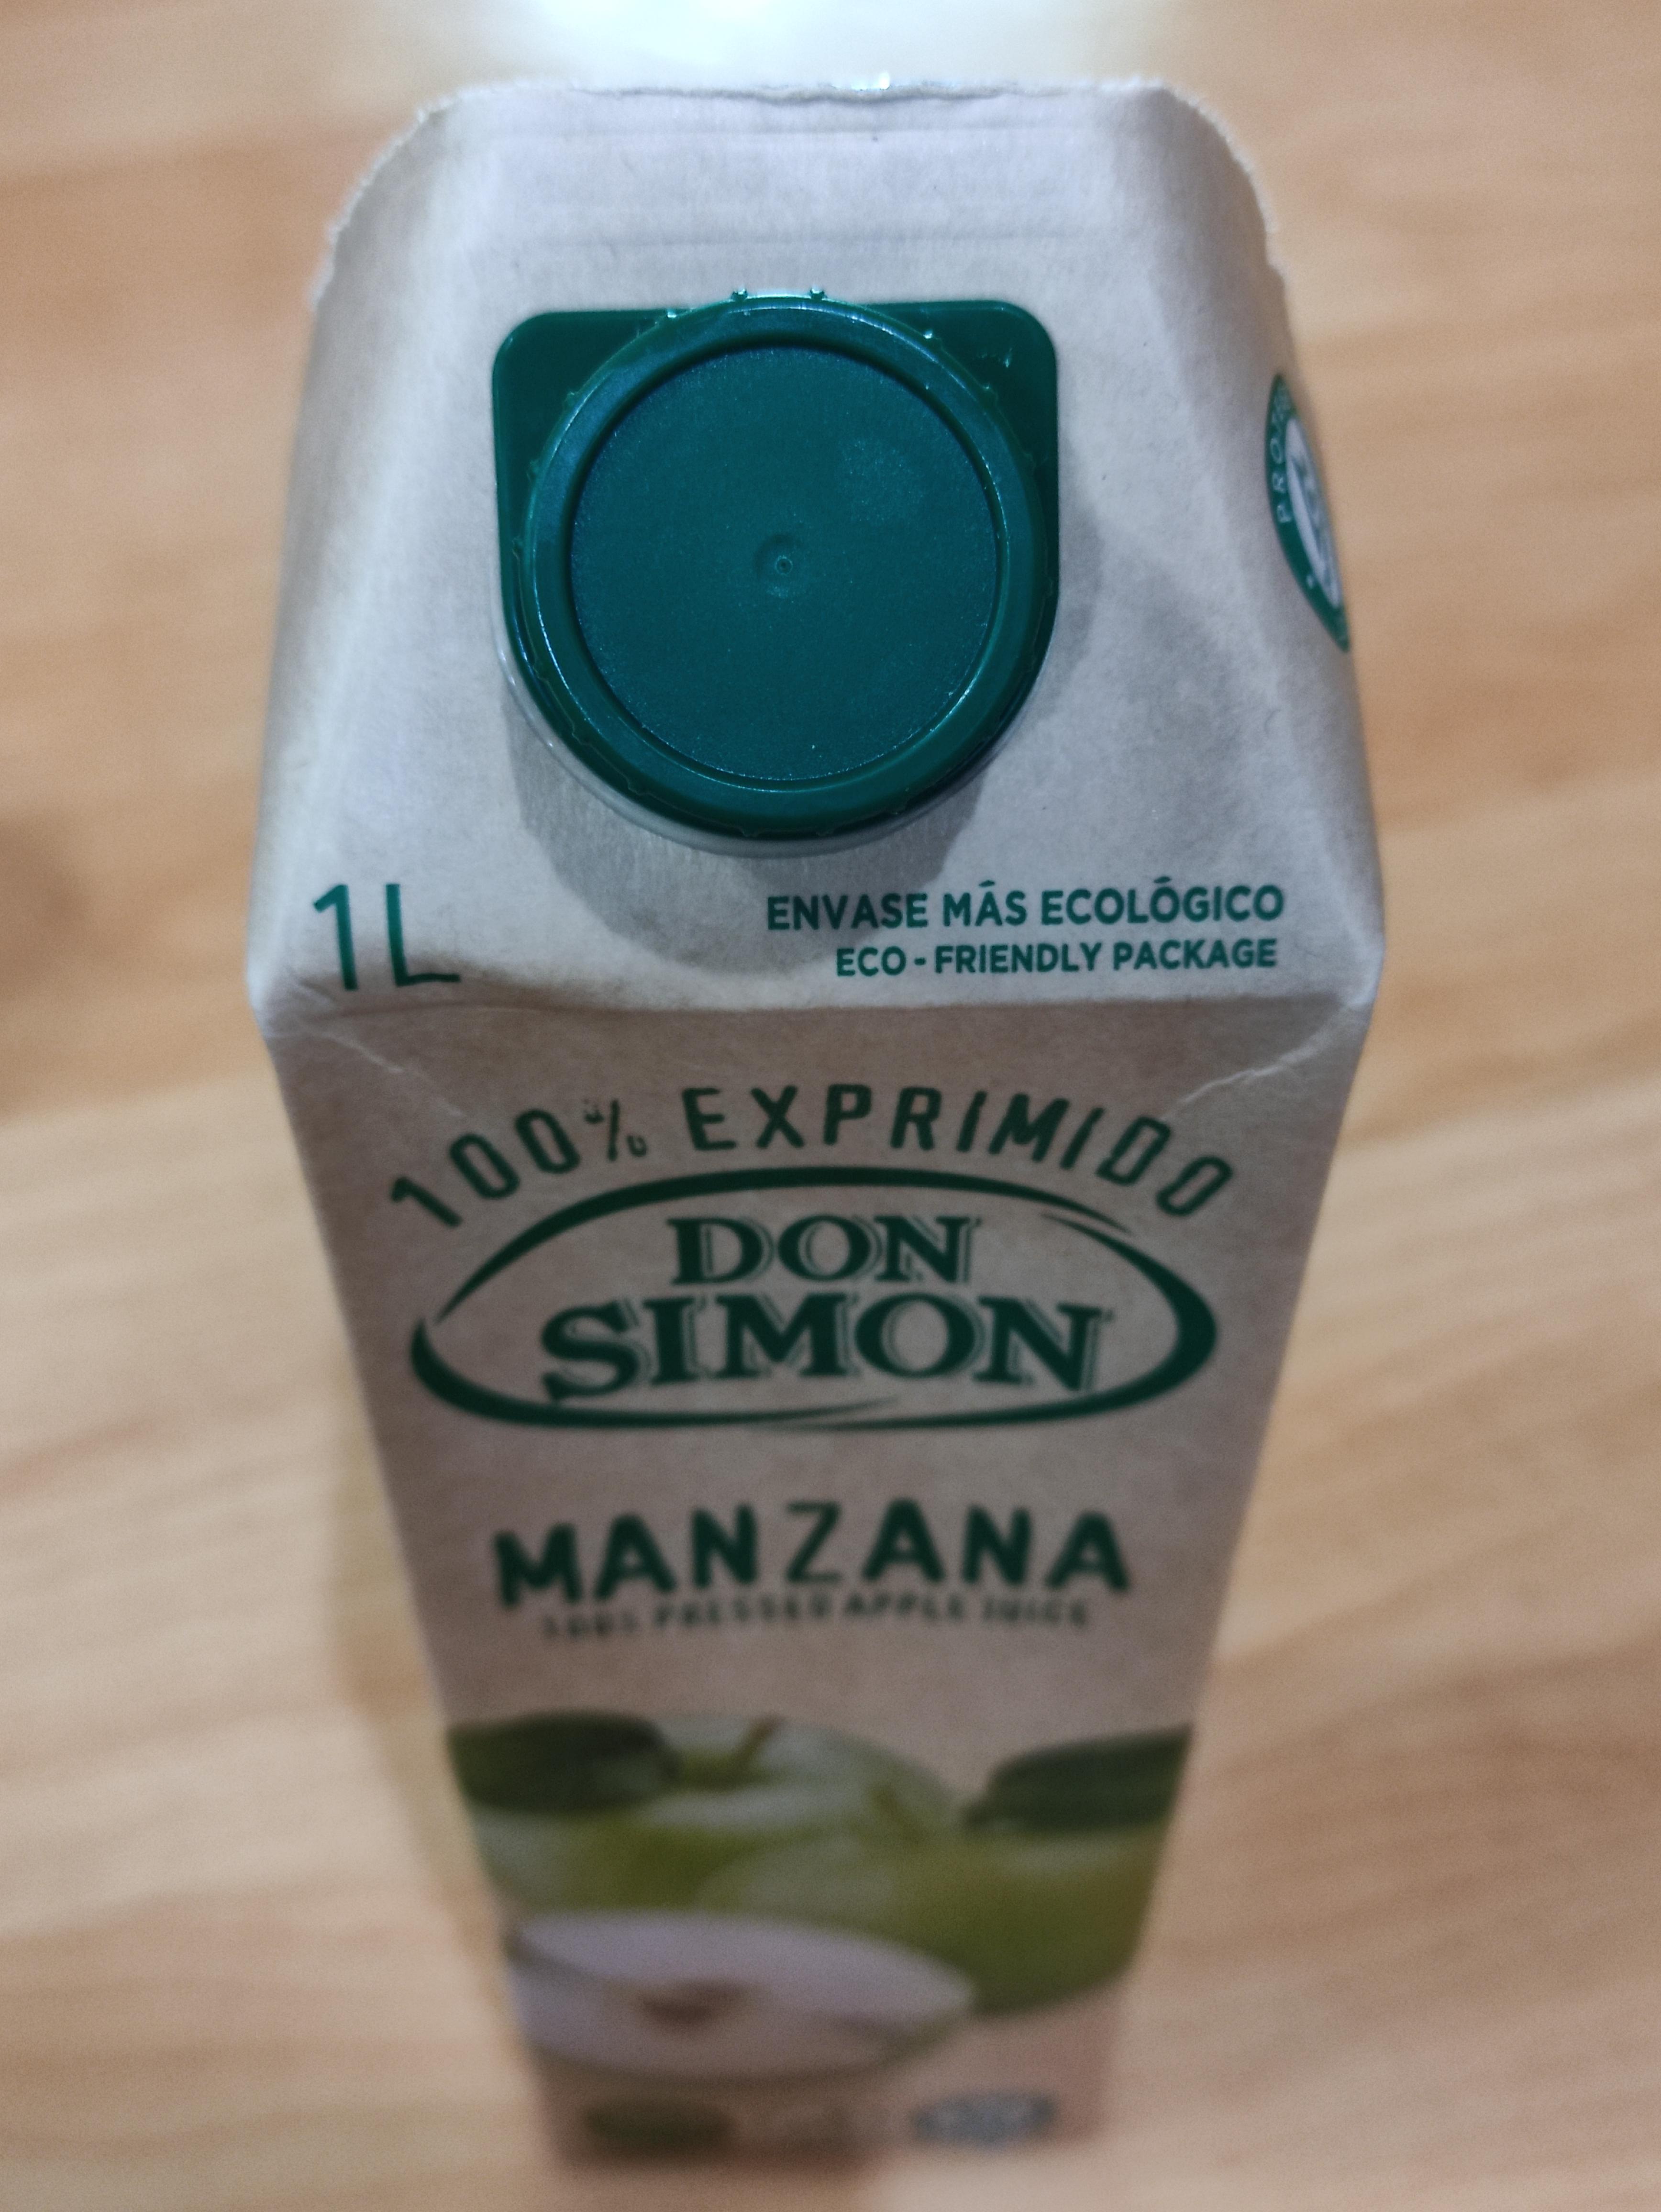 1L
ENVASE MÁS ECOLÓGICO
ECO - FRIENDLY PACKAGE
100% EXPRIMIDO
DON
SIMON
MANZANA
100% PRESSED APPLE JUICE